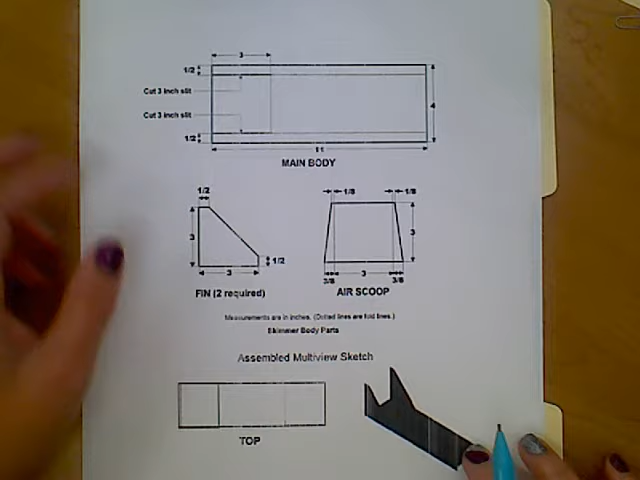 3
1/2
Cut 3 inch slit
4
Cut 3 inch slit
1/2
11
MAIN BODY
1/2
1/8 1/8
3
3
1/2
3
3/8 3 3/8
FIN (2 required)
AIR SCOOP
Measurements are in inches. (Dotted lines are fold lines.)
Skimmer Body Parts
Assembled Multiview Sketch
TOP